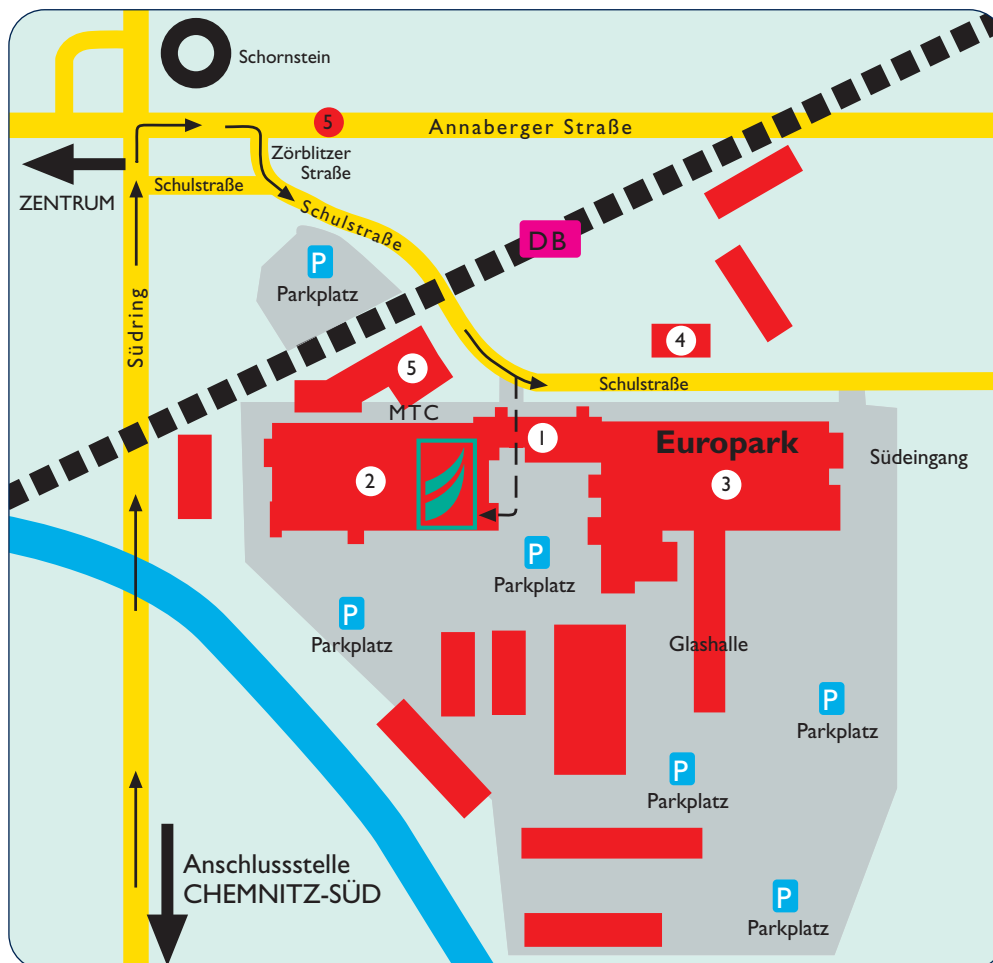 Schornstein
5
Annaberger Straße
Zörblitzer
Straße
ZENTRUM
Schulstraße
Schulstraße
DB
P
Parkplatz
Südring
4
5
Schulstraße
MTC
1
Europark
Südeingang
2
3
P
Parkplatz
P
Parkplatz
Glashalle
P
Parkplatz
P
Parkplatz
Anschlussstelle
CHEMNITZ-SÜD
P
Parkplatz